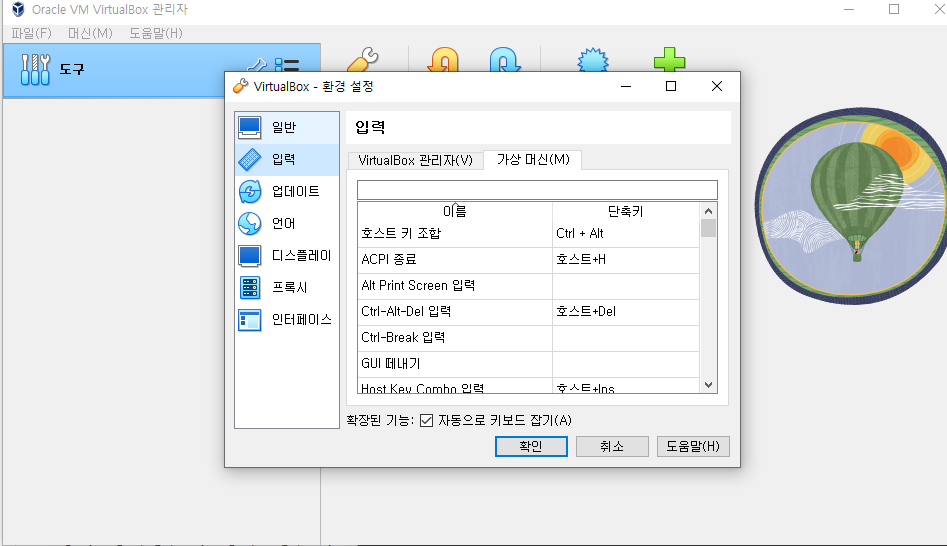 Oracle VM VirtualBox 관리자
파일(F) 머신(M) 도움말(H)
도구
VirtualBox - 환경 설정
일반
입력
업데이트
언어
디스플레이
프록시
인터페이스
입력
VirtualBox 관리자(V) 가상 머신(M)
이름 단축키
호스트 키 조합 Ctrl + Alt
ACPI 종료 호스트+H
Alt Print Screen 입력
Ctrl-Alt-Del 입력 호스트+Del
Ctrl-Break 입력
GUI 떼내기
Host Key Combo 입력 호스트+Ins
확장된 기능: 자동으로 키보드 잡기(A)
확인 취소 도움말(H)